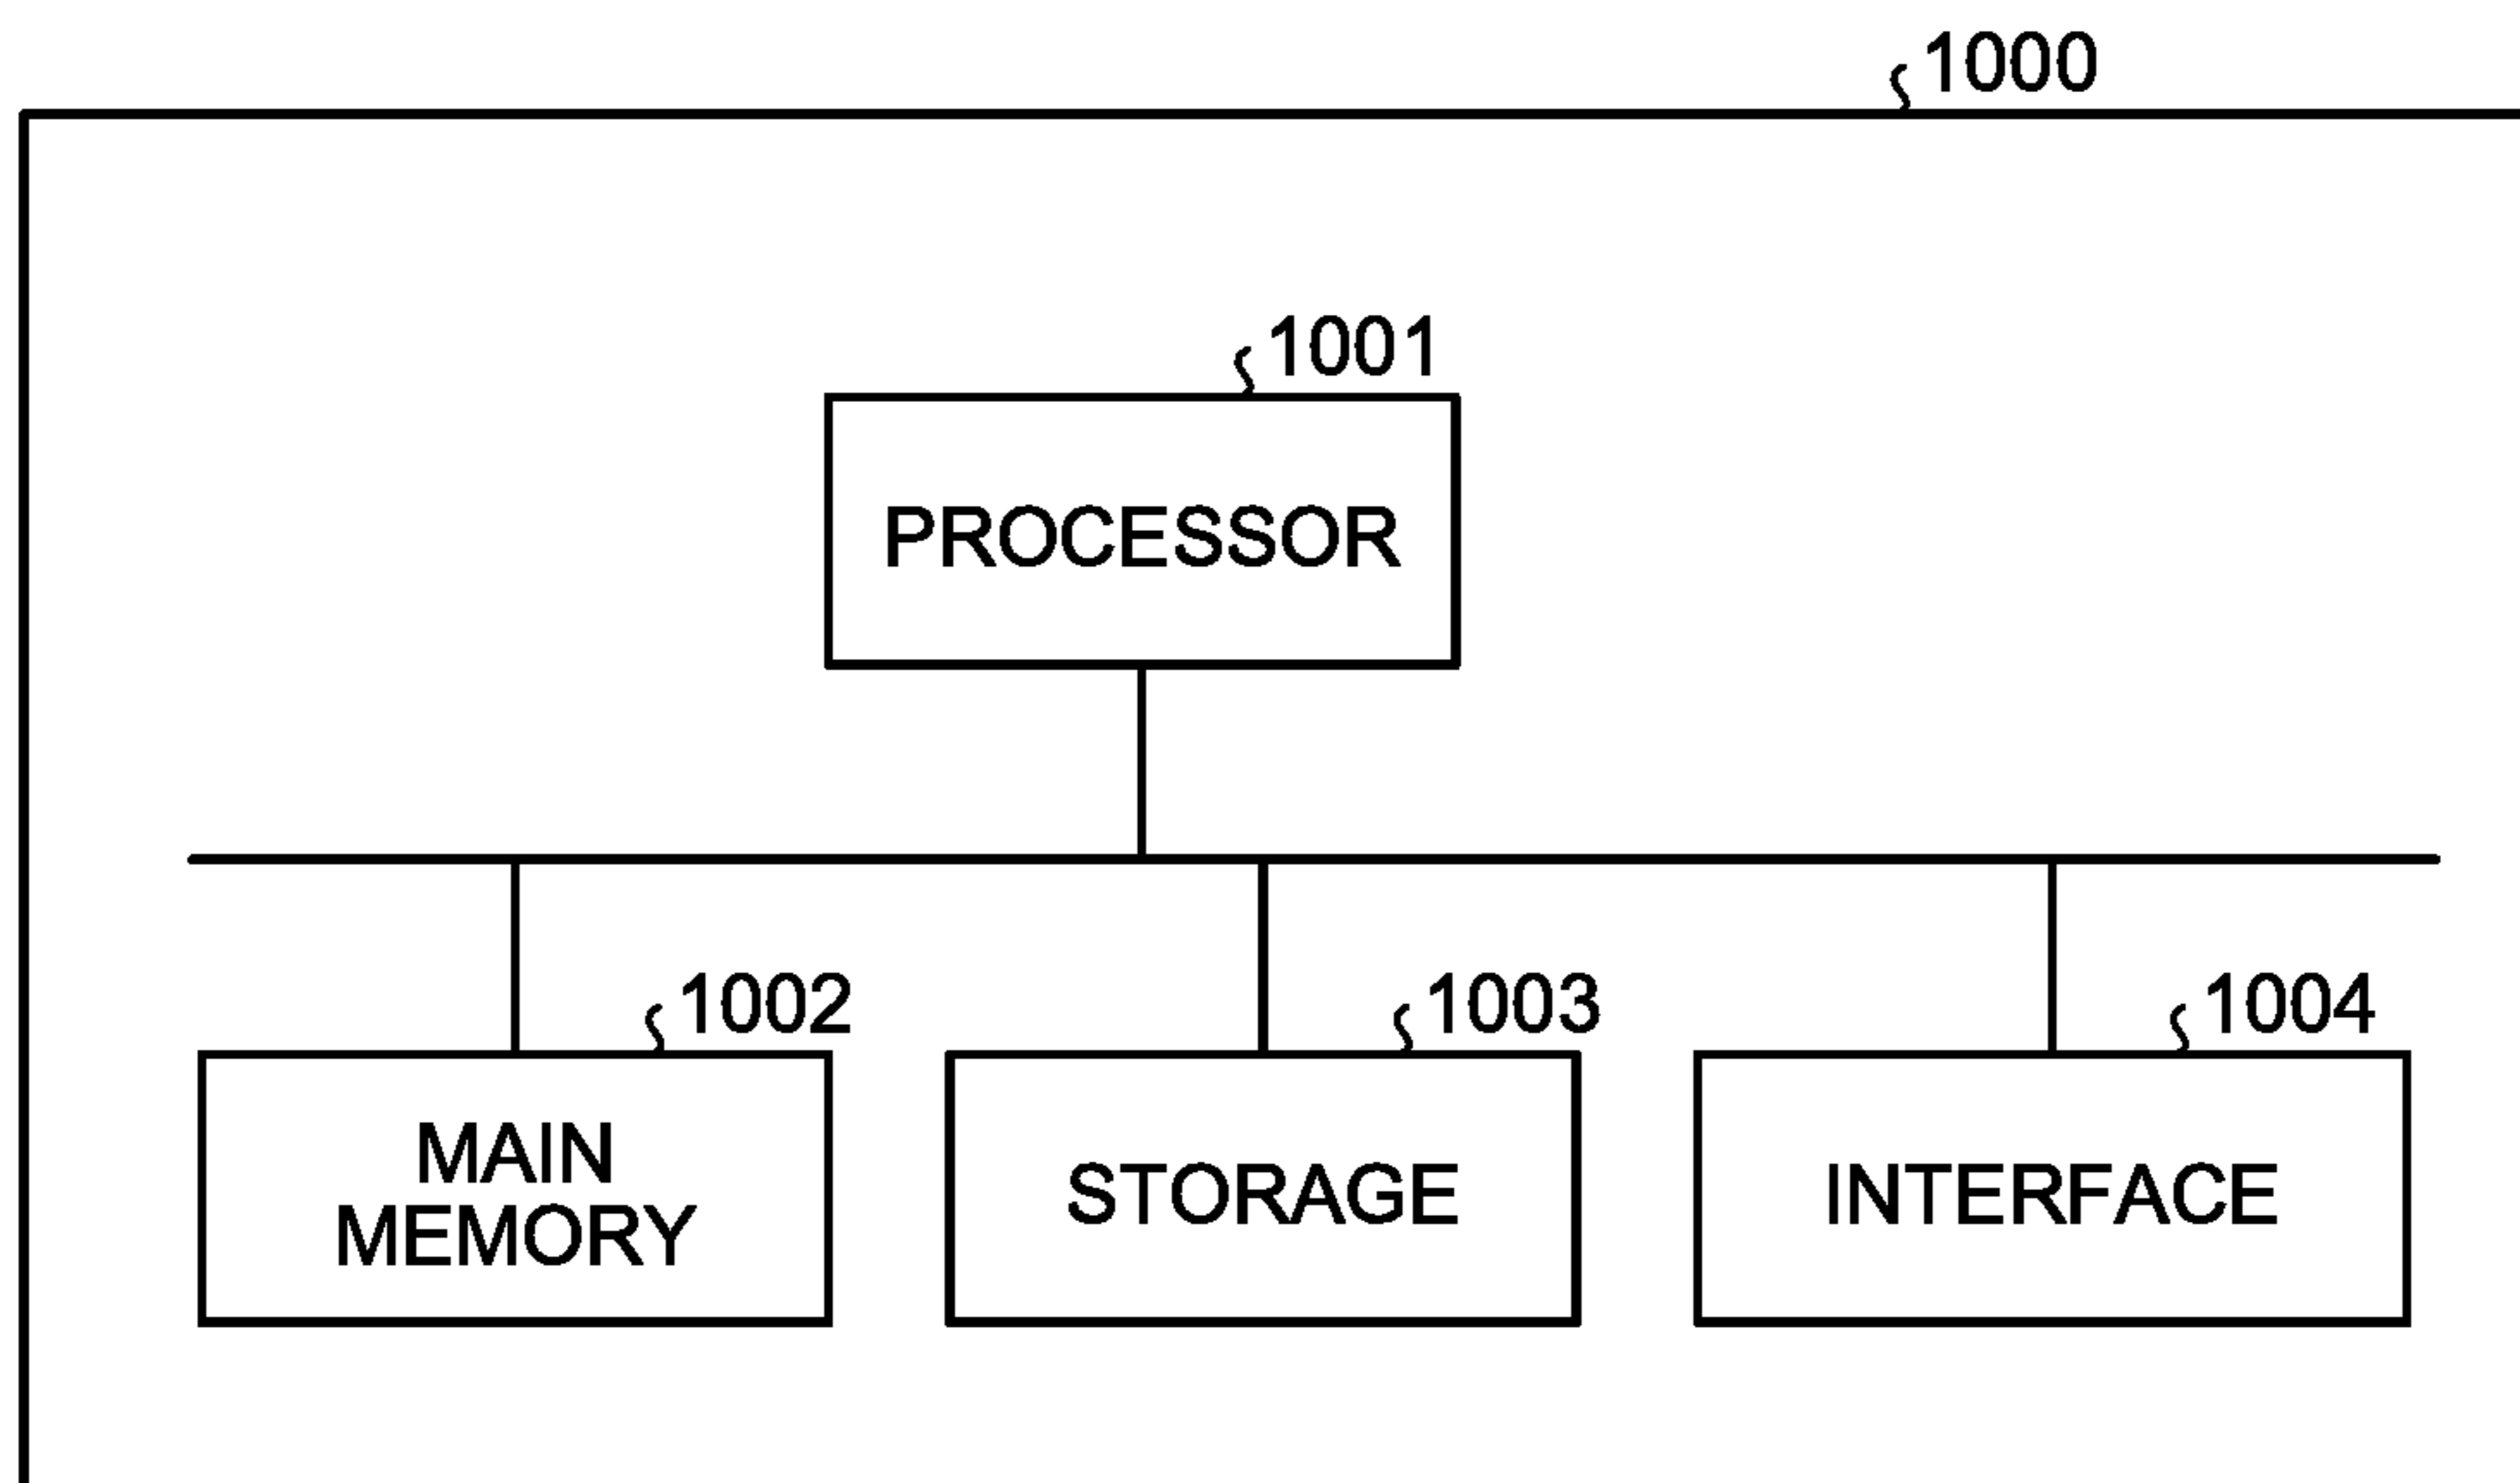 1000
1001
PROCESSOR
1002
1003
1004
MAIN
MEMORY
STORAGE
INTERFACE